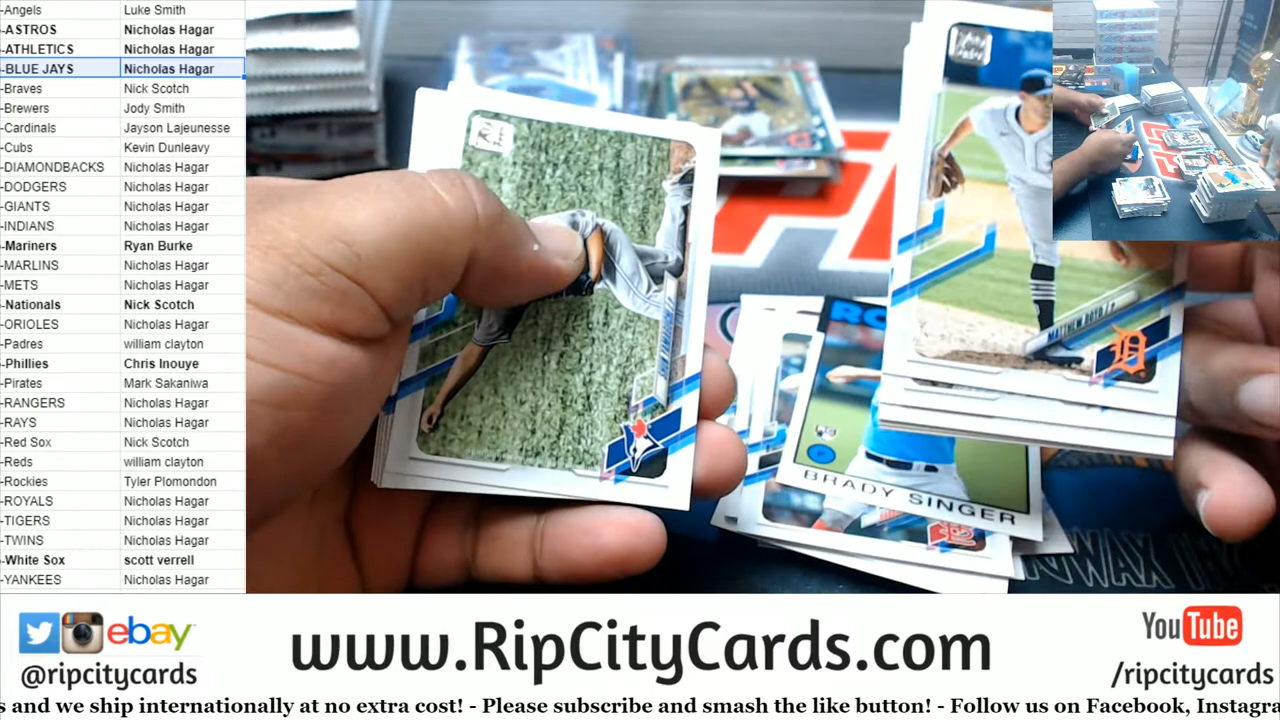 -Angels Luke Smith
-ASTROS Nicholas Hagar
-ATHLETICS Nicholas Hagar
-BLUE JAYS Nicholas Hagar
-Braves Nick Scotch
-Brewers Jody Smith
-Cardinals Jayson Lajeunesse
-Cubs Kevin Dunleavy
-DIAMONDBACKS Nicholas Hagar
-DODGERS Nicholas Hagar
-GIANTS Nicholas Hagar
-INDIANS Nicholas Hagar
-Mariners Ryan Burke
-MARLINS Nicholas Hagar
-METS Nicholas Hagar
-Nationals Nick Scotch
-ORIOLES Nicholas Hagar
-Padres william clayton
-Phillies Chris Inouye
-Pirates Mark Sakaniwa
-RANGERS Nicholas Hagar
-RAYS Nicholas Hagar
-Red Sox Nick Scotch
-Reds william clayton
-Rockies Tyler Plomondon
-ROYALS Nicholas Hagar
-TIGERS Nicholas Hagar
-TWINS Nicholas Hagar
-White Sox scott verrell
-YANKEES Nicholas Hagar
MATTHEW BOYD / P
D
RO
RC
BRADY SINGER
WAX
ebay
@ripcitycards
www.RipCityCards.com
YouTube
/ripcitycards
s and we ship internationally at no extra cost! - Please subscribe and smash the like button! - Follow us on Facebook, Instagra